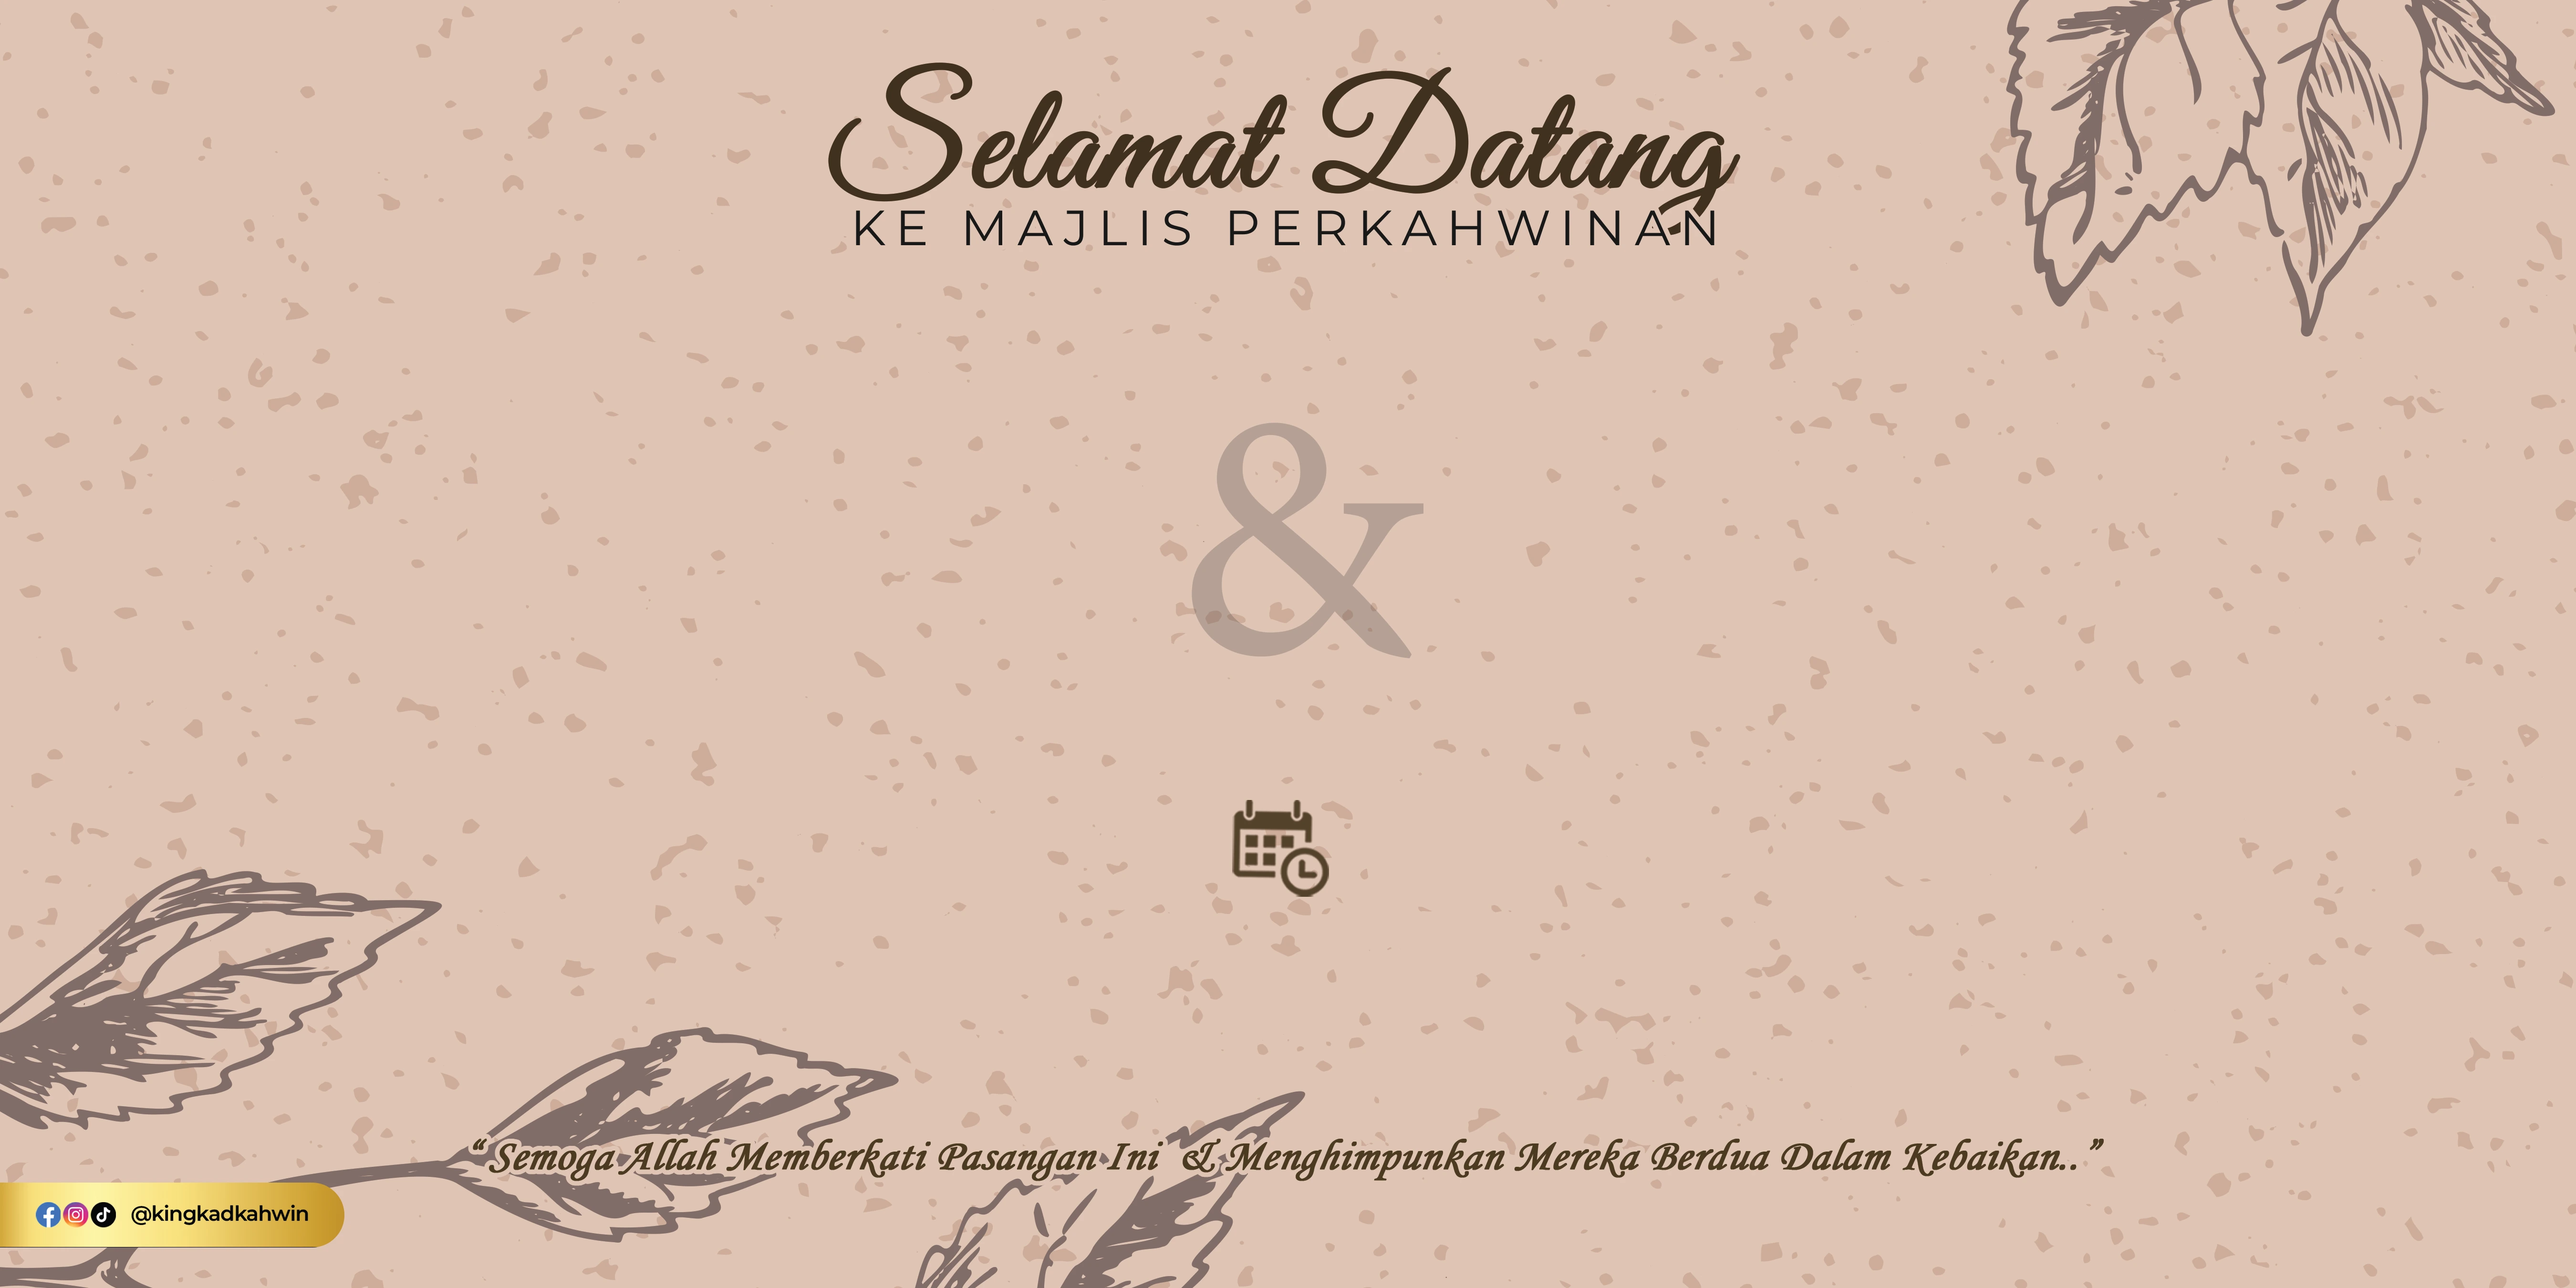 Selamat Datang
KE MAJLIS PERKAHWINAN
&
“ Semoga Allah Memberkati Pasangan Ini & Menghimpunkan Mereka Berdua Dalam Kebaikan.. ”
@kingkadkahwin